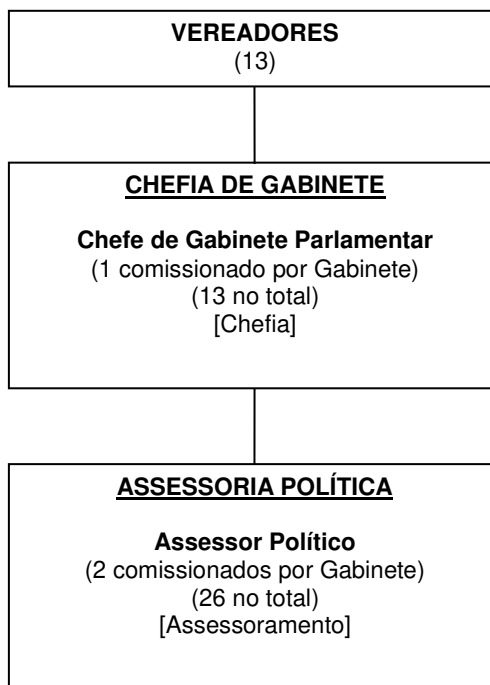 VEREADORES
(13)
CHEFIA DE GABINETE
Chefe de Gabinete Parlamentar
(1 comissionado por Gabinete)
(13 no total)
[Chefia]
ASSESSORIA POLÍTICA
Assessor Político
(2 comissionados por Gabinete)
(26 no total)
[Assessoramento]